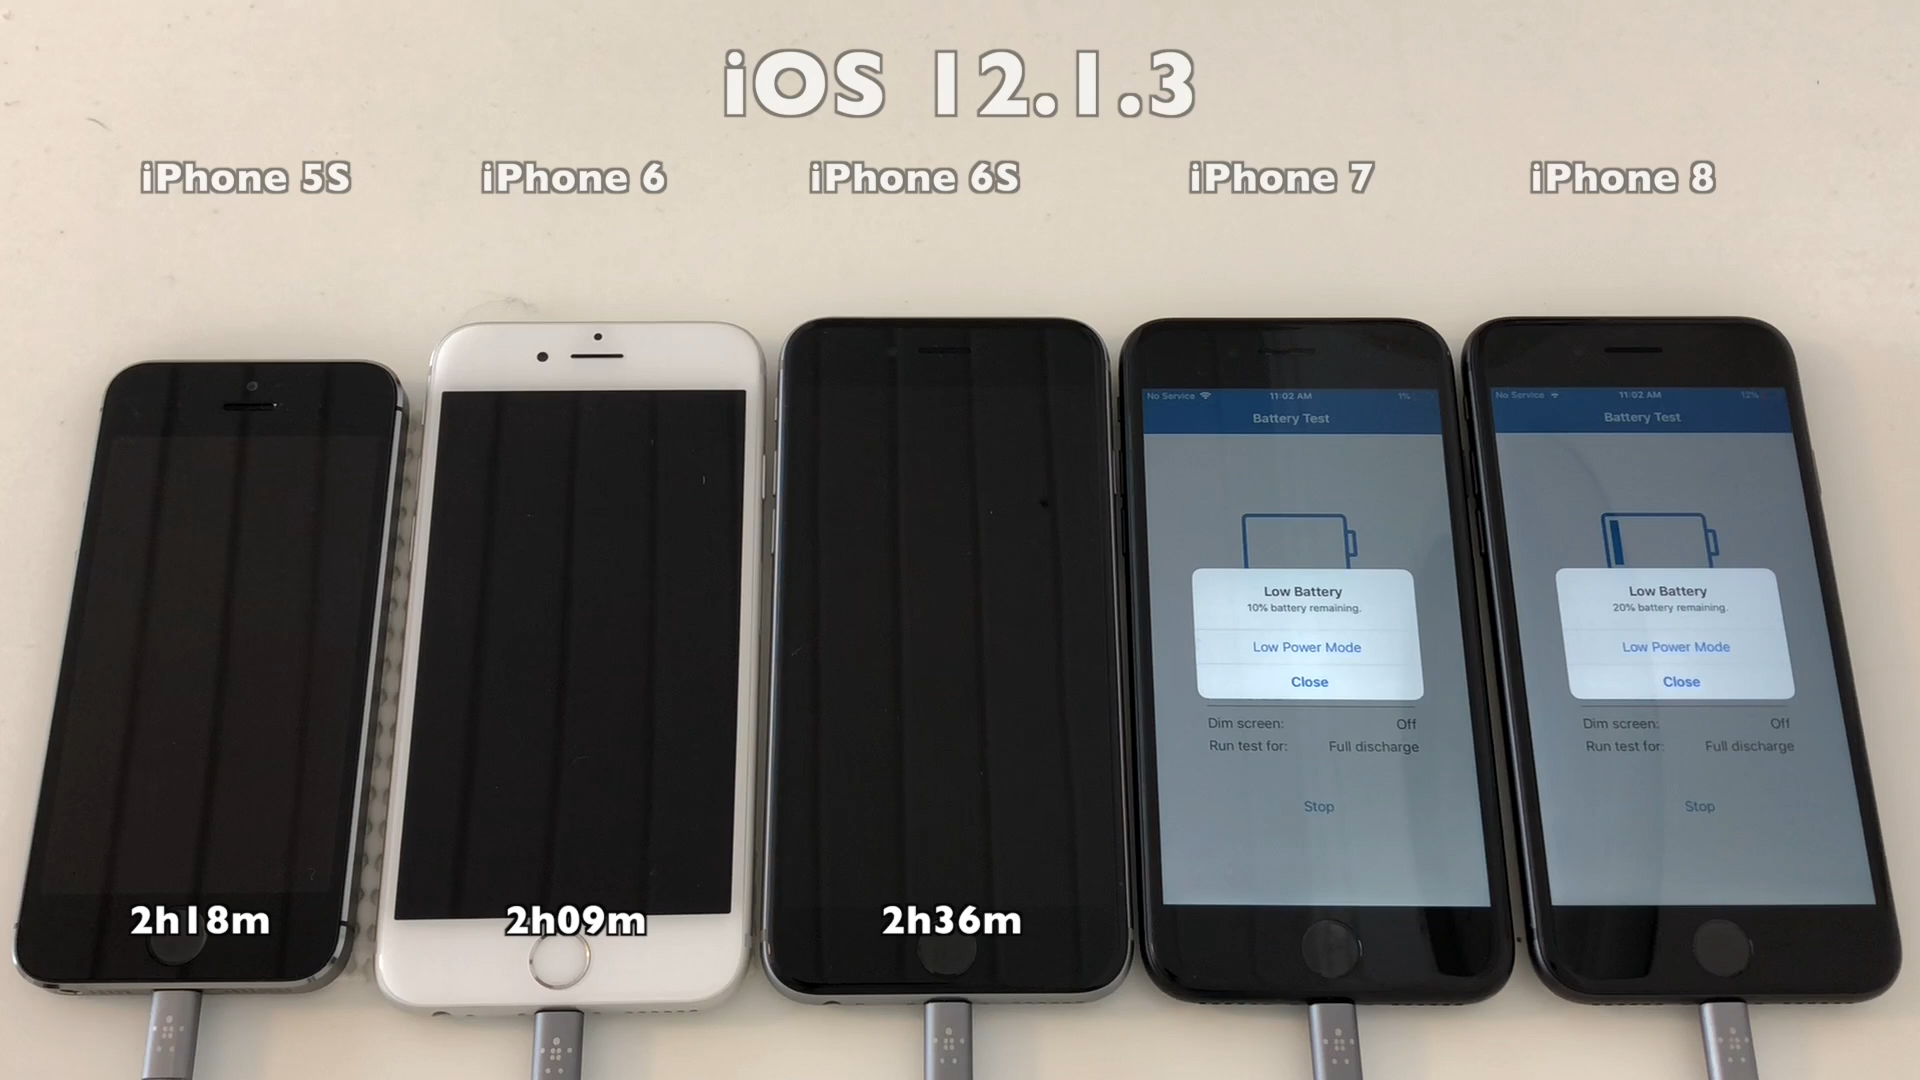 iOS 12.1.3
iPhone 5S
iPhone 6
iPhone 6S
iPhone 7
iPhone 8
2h18m
2h09m
2h36m
No Service 11:02 AM 1%
Battery Test
Low Battery
10% battery remaining.
Low Power Mode
Close
Dim screen: Off
Run test for: Full discharge
Stop
No Service 11:02 AM 12%
Battery Test
Low Battery
20% battery remaining.
Low Power Mode
Close
Dim screen: Off
Run test for: Full discharge
Stop